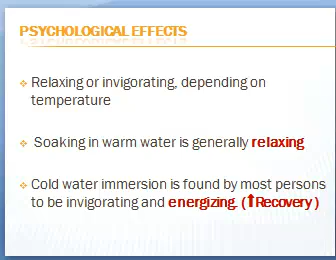 PSYCHOLOGICAL EFFECTS
❖ Relaxing or invigorating, depending on
temperature
❖ Soaking in warm water is generally relaxing
❖ Cold water immersion is found by most persons
to be invigorating and energizing. (⬆Recovery )